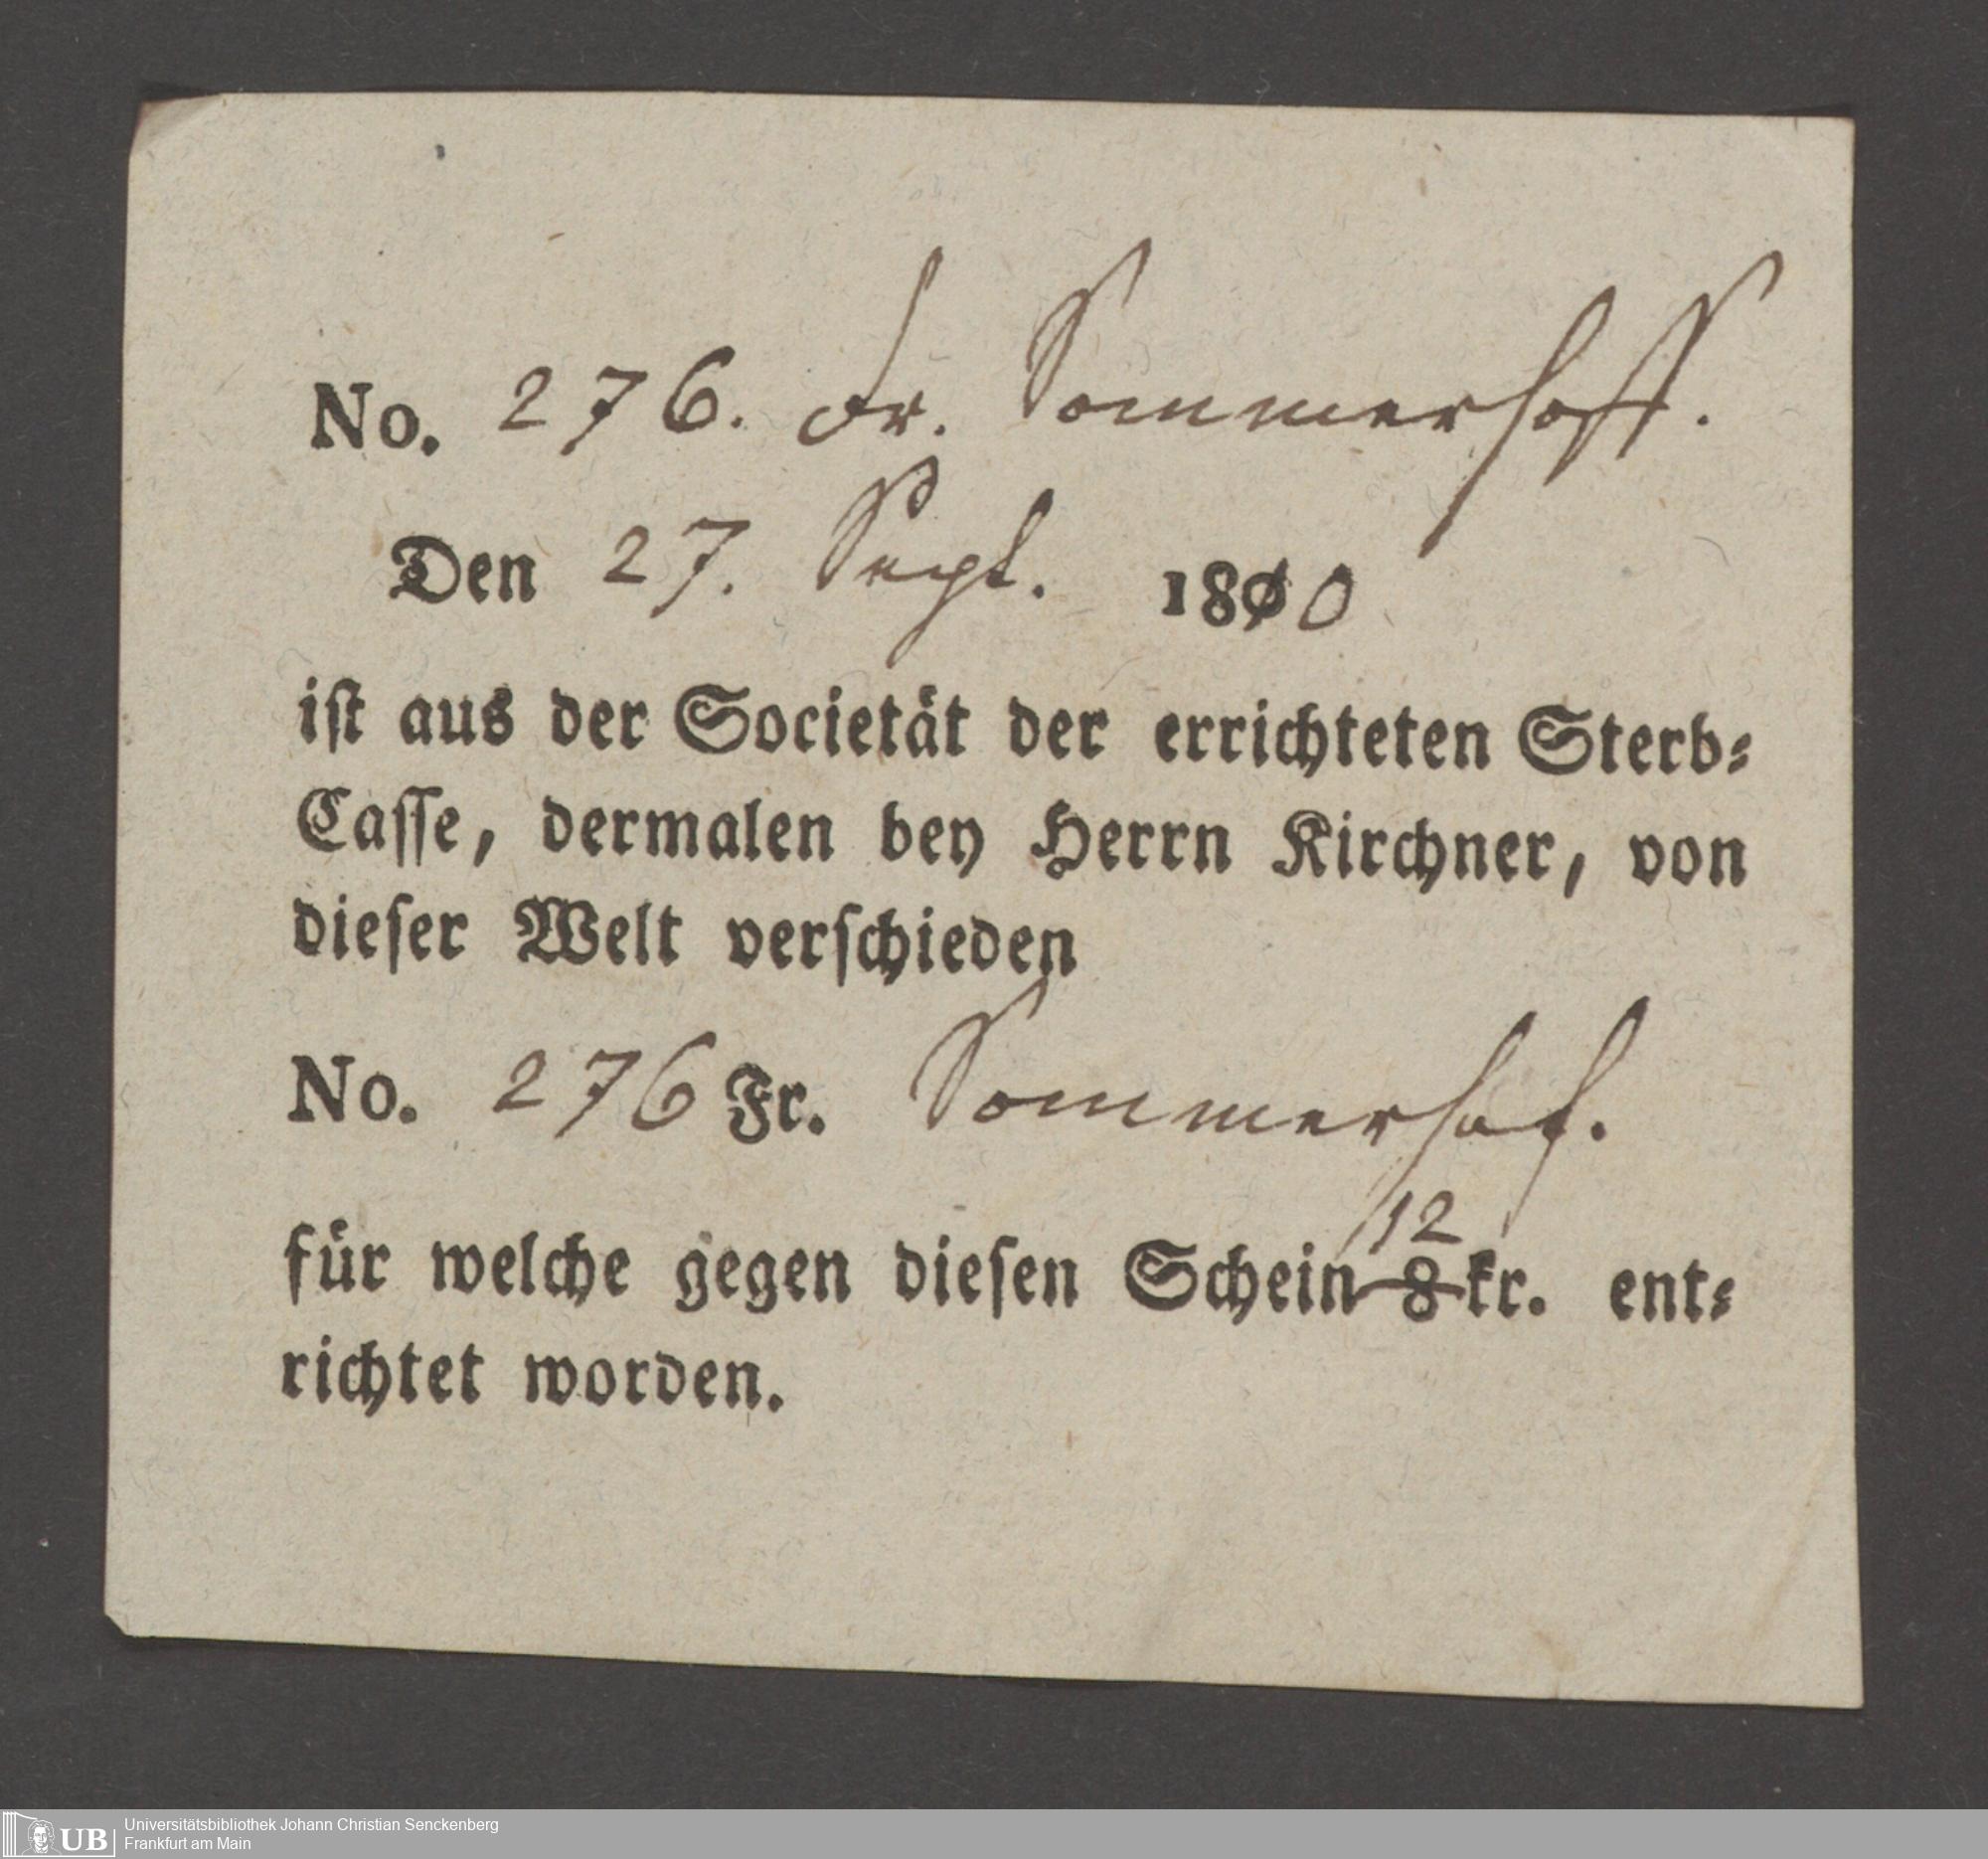 No. 276. Fr. Sommerhoff.
Den 27. Sept. 1800
iſt aus der Societät der errichteten Sterb⸗
Caſſe, dermalen bey Herrn Kirchner, von
dieſer Welt verſchieden
No. 276 Fr. Sommerhof.
12
für welche gegen dieſen Schein 8 kr. ent⸗
richtet worden.
UB
Universitätsbibliothek Johann Christian Senckenberg
Frankfurt am Main